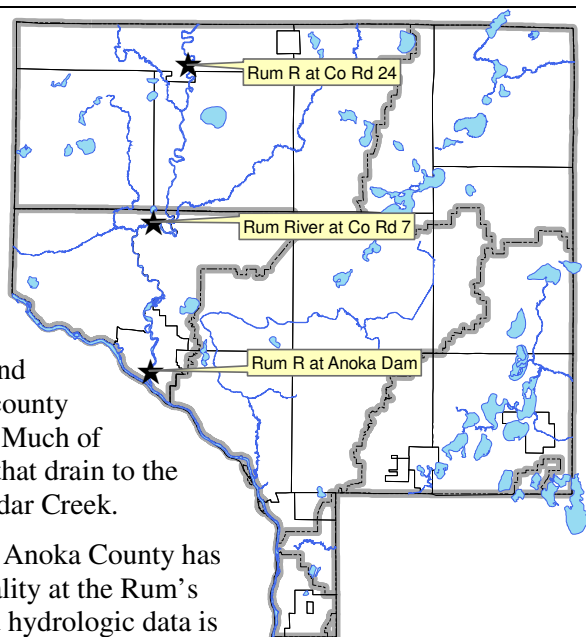 Rum R at Co Rd 24
Rum River at Co Rd 7
Rum R at Anoka Dam
county
Much of
that drain to the
dar Creek.
Anoka County has
ality at the Rum's
hydrologic data is